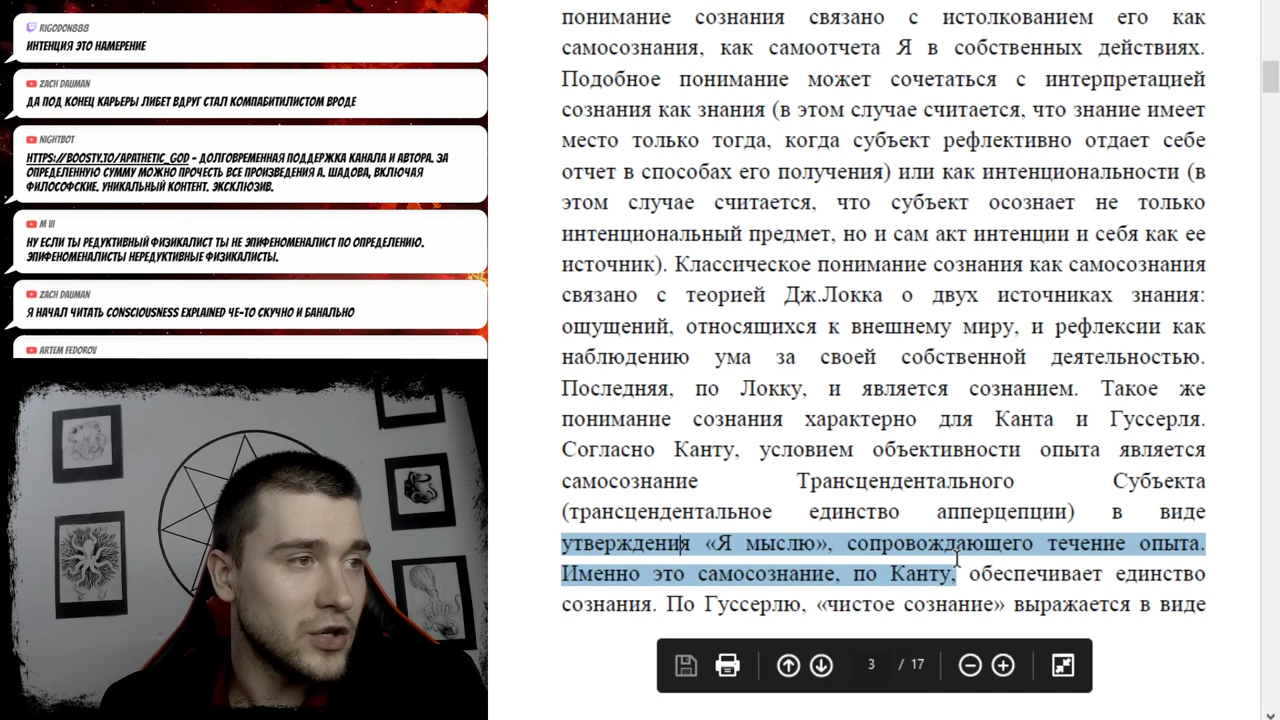 RIGODON888
ИНТЕНЦИЯ ЭТО НАМЕРЕНИЕ
ZACH DAUMAN
ДА ПОД КОНЕЦ КАРЬЕРЫ ЛИБЕТ ВДРУГ СТАЛ КОМПАБИТИЛИСТОМ ВРОДЕ
NIGHTBOT
HTTPS://BOOSTY.TO/APATHETIC_GOD - ДОЛГОВРЕМЕННАЯ ПОДДЕРЖКА КАНАЛА И АВТОРА. ЗА
ОПРЕДЕЛЕННУЮ СУММУ МОЖНО ПРОЧЕСТЬ ВСЕ ПРОИЗВЕДЕНИЯ А. ШАДОВА, ВКЛЮЧАЯ
ФИЛОСОФСКИЕ. УНИКАЛЬНЫЙ КОНТЕНТ. ЭКСКЛЮЗИВ.
M VI
НУ ЕСЛИ ТЫ РЕДУКТИВНЫЙ ФИЗИКАЛИСТ ТЫ НЕ ЭПИФЕНОМЕНАЛИСТ ПО ОПРЕДЕЛЕНИЮ.
ЭПИФЕНОМЕНАЛИСТЫ НЕРЕДУКТИВНЫЕ ФИЗИКАЛИСТЫ.
ZACH DAUMAN
Я НАЧАЛ ЧИТАТЬ CONSCIOUSNESS EXPLAINED ЧЕ-ТО СКУЧНО И БАНАЛЬНО
ARTEM FEDOROV
понимание сознания связано с истолкованием его как
самосознания, как самоотчета Я в собственных действиях.
Подобное понимание может сочетаться с интерпретацией
сознания как знания (в этом случае считается, что знание имеет
место только тогда, когда субъект рефлективно отдает себе
отчет в способах его получения) или как интенциональности (в
этом случае считается, что субъект осознает не только
интенциональный предмет, но и сам акт интенции и себя как ее
источник). Классическое понимание сознания как самосознания
связано с теорией Дж.Локка о двух источниках знания:
ощущений, относящихся к внешнему миру, и рефлексии как
наблюдению ума за своей собственной деятельностью.
Последняя, по Локку, и является сознанием. Такое же
понимание сознания характерно для Канта и Гуссерля.
Согласно Канту, условием объективности опыта является
самосознание Трансцендентального Субъекта
(трансцендентальное единство апперцепции) в виде
утверждения «Я мыслю», сопровождающего течение опыта.
Именно это самосознание, по Канту, обеспечивает единство
сознания. По Гуссерлю, «чистое сознание» выражается в виде
3 / 17